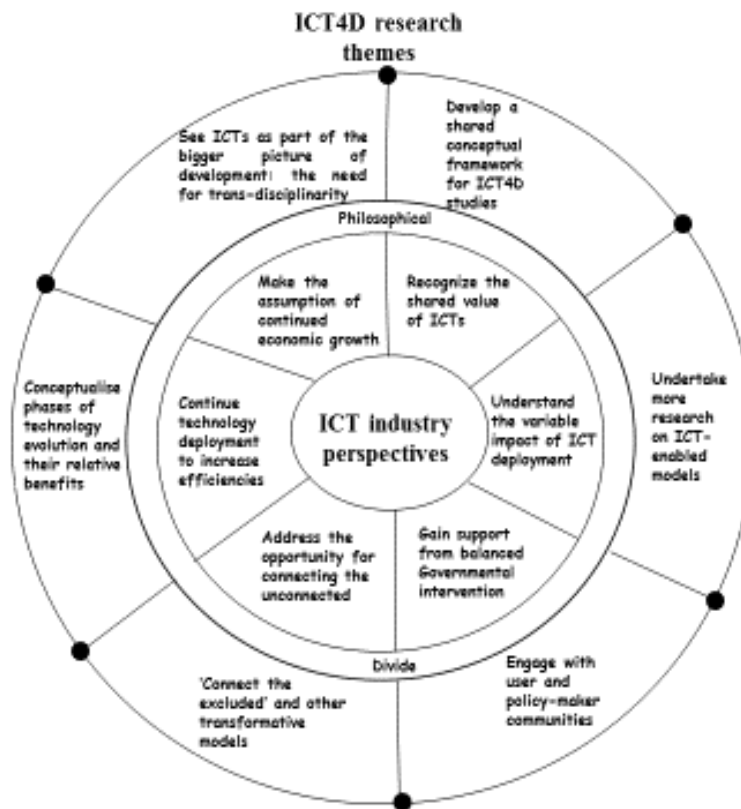 ICT4D research
themes
See ICTs as part of the
bigger picture of
development: the need
for trans-disciplinarity
Develop a
shared
conceptual
framework
for ICT4D
studies
Philosophical
Make the
assumption of
continued
economic growth
Recognize the
shared value
of ICTs
Conceptualise
phases of
technology
evolution and
their relative
benefits
Continue
technology
deployment
to increase
efficiencies
ICT industry
perspectives
Understand
the variable
impact of ICT
deployment
Undertake
more
research
on ICT-
enabled
models
Address the
opportunity for
connecting the
unconnected
Gain support
from balanced
Governmental
intervention
Divide
'Connect the
excluded' and other
transformative
models
Engage with
user and
policy-maker
communities